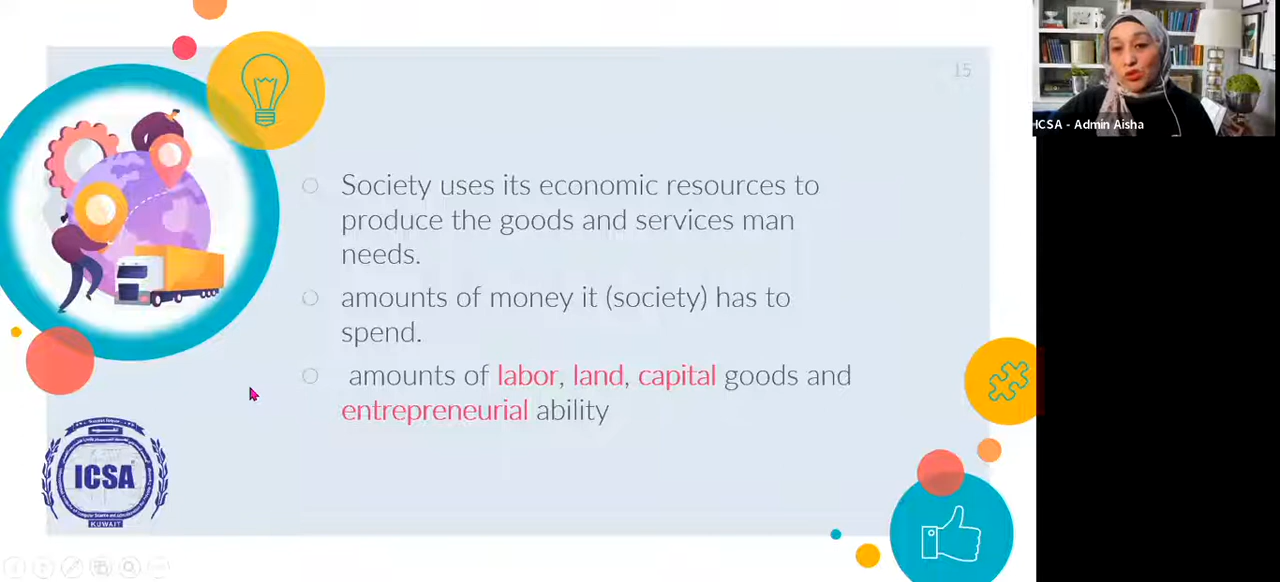 15
ICSA - Admin Aisha
Society uses its economic resources to
produce the goods and services man
needs.
amounts of money it (society) has to
spend.
amounts of labor, land, capital goods and
entrepreneurial ability
ICSA
KUWAIT